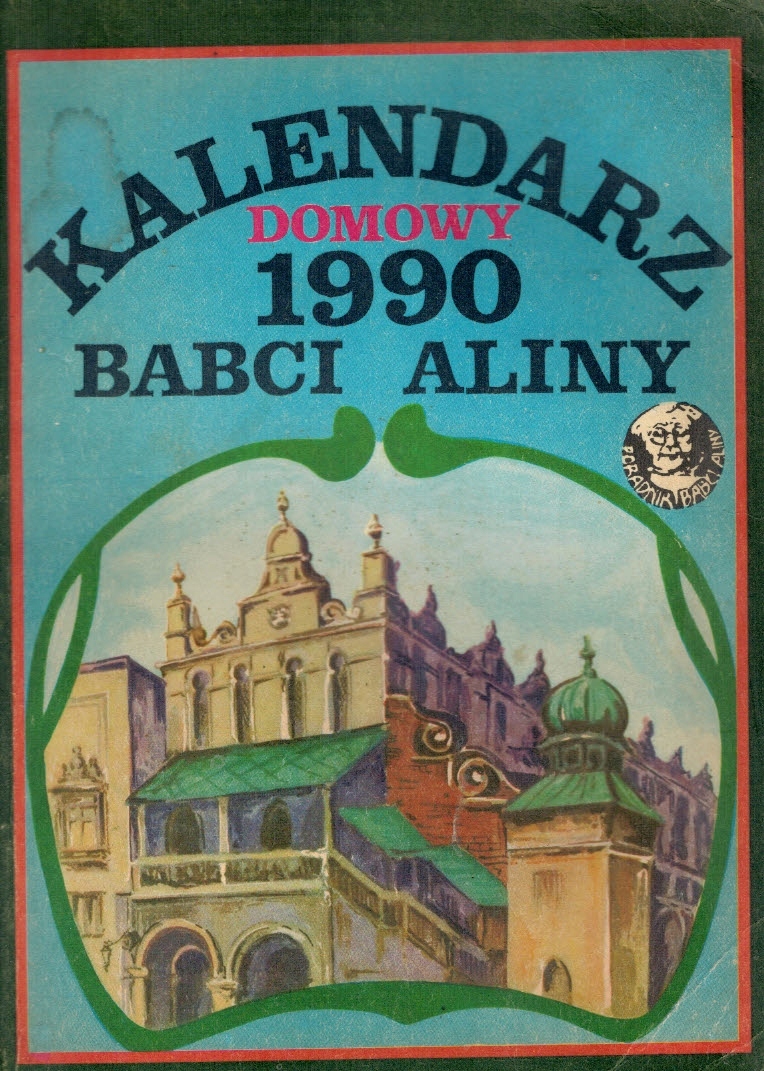 KALENDARZ
DOMOWY
1990
BABCI ALINY
PORADNIK BABCI ALINY